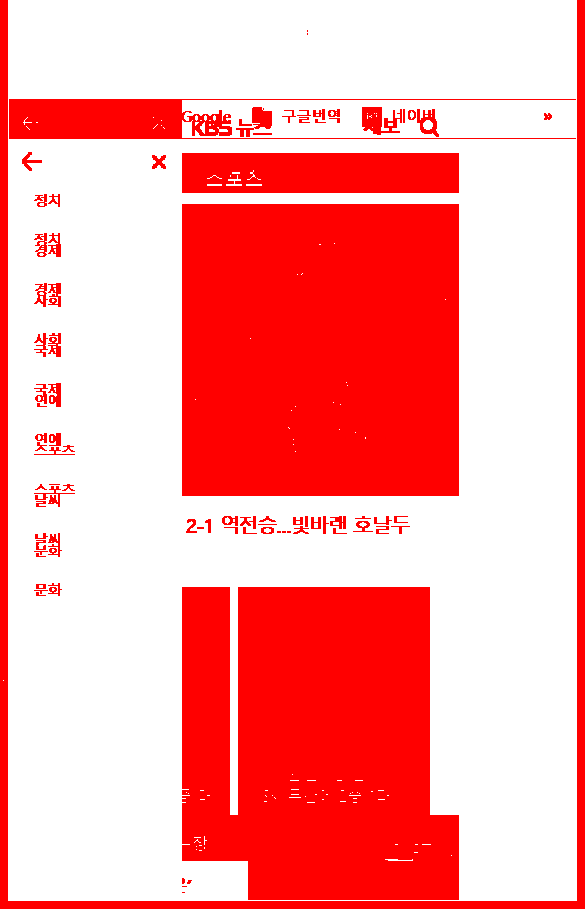 Google 구글번역 네이버 »
KBS 뉴스 제보
정치
정치
경제
경제
사회
사회
국제
국제
연예
연예
스포츠
스포츠
날씨
날씨
문화
문화
스포츠
2-1 역전승...빛바랜 호날두